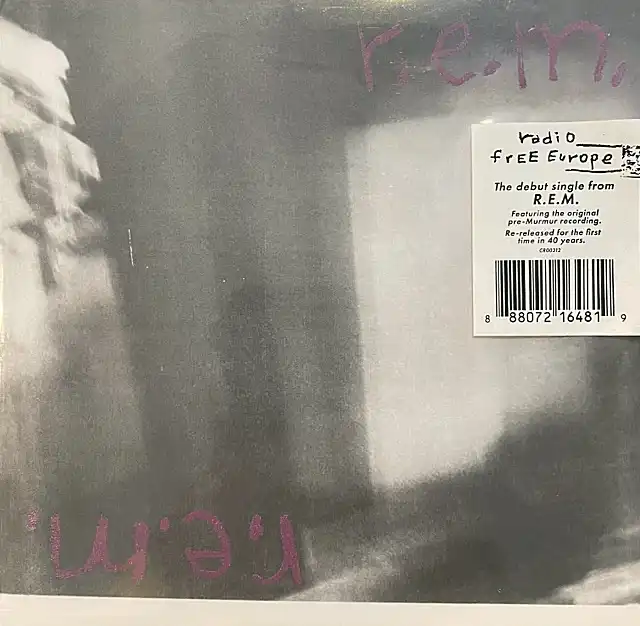 r.e.m.
radio
frEE Europe
The debut single from
R.E.M.
Featuring the original
pre-Murmur recording.
Re-released for the first
time in 40 years.
CR00312
8 88072 16481 9
r.e.m.